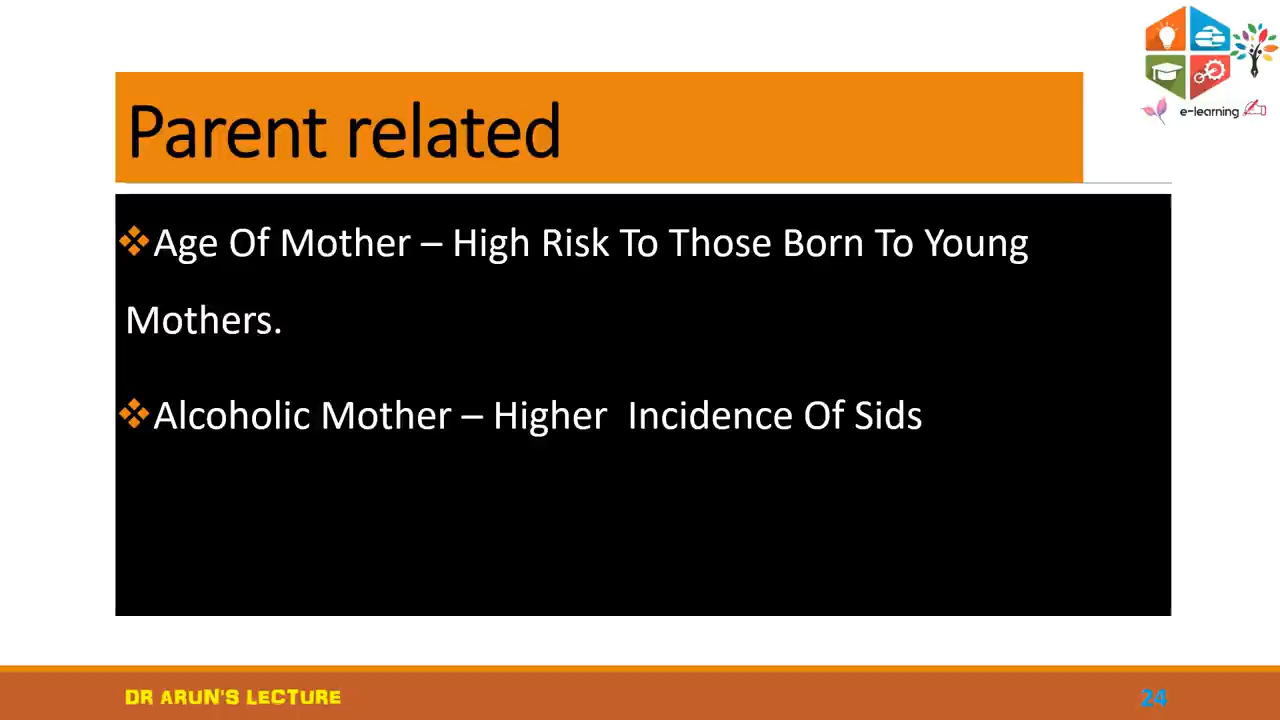 e-learning
Parent related
❖Age Of Mother – High Risk To Those Born To Young
Mothers.
❖Alcoholic Mother – Higher  Incidence Of Sids
DR ARUN'S LECTURE
24